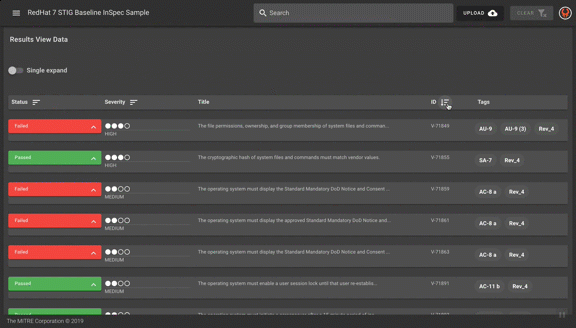 RedHat 7 STIG Baseline InSpec Sample
Search
UPLOAD
CLEAR
Results View Data
Single expand
Status Severity Title ID Tags
Failed HIGH The file permissions, ownership, and group membership of system files and comman... V-71849 AU-9 AU-9 (3) Rev_4
Passed HIGH The cryptographic hash of system files and commands must match vendor values. V-71855 SA-7 Rev_4
Failed MEDIUM The operating system must display the Standard Mandatory DoD Notice and Consent ... V-71859 AC-8 a Rev_4
Failed MEDIUM The operating system must display the approved Standard Mandatory DoD Notice and... V-71861 AC-8 a Rev_4
Failed MEDIUM The operating system must display the Standard Mandatory DoD Notice and Consent ... V-71863 AC-8 a Rev_4
Passed MEDIUM The operating system must enable a user session lock until that user re-establis... V-71891 AC-11 b Rev_4
The MITRE Corporation © 2019